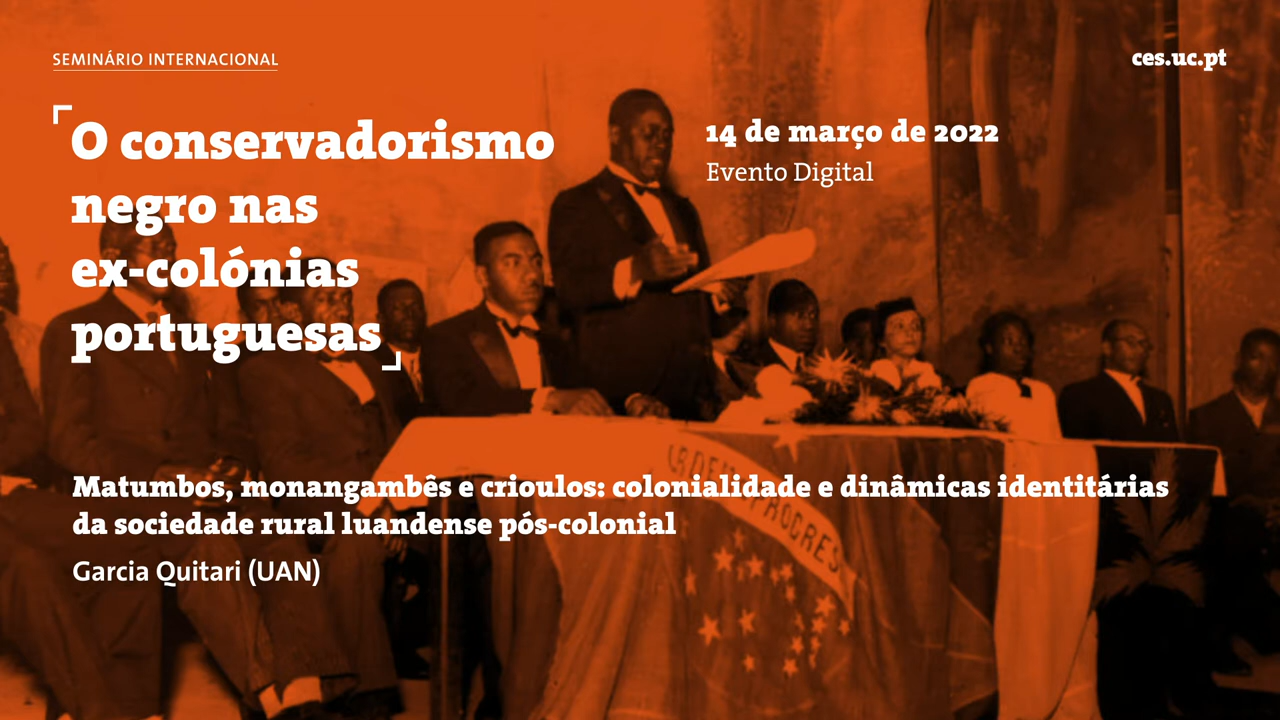 SEMINÁRIO INTERNACIONAL
ces.uc.pt
O conservadorismo
negro nas
ex-colónias
portuguesas
14 de março de 2022
Evento Digital
Matumbos, monangambês e crioulos: colonialidade e dinâmicas identitárias
da sociedade rural luandense pós-colonial
Garcia Quitari (UAN)